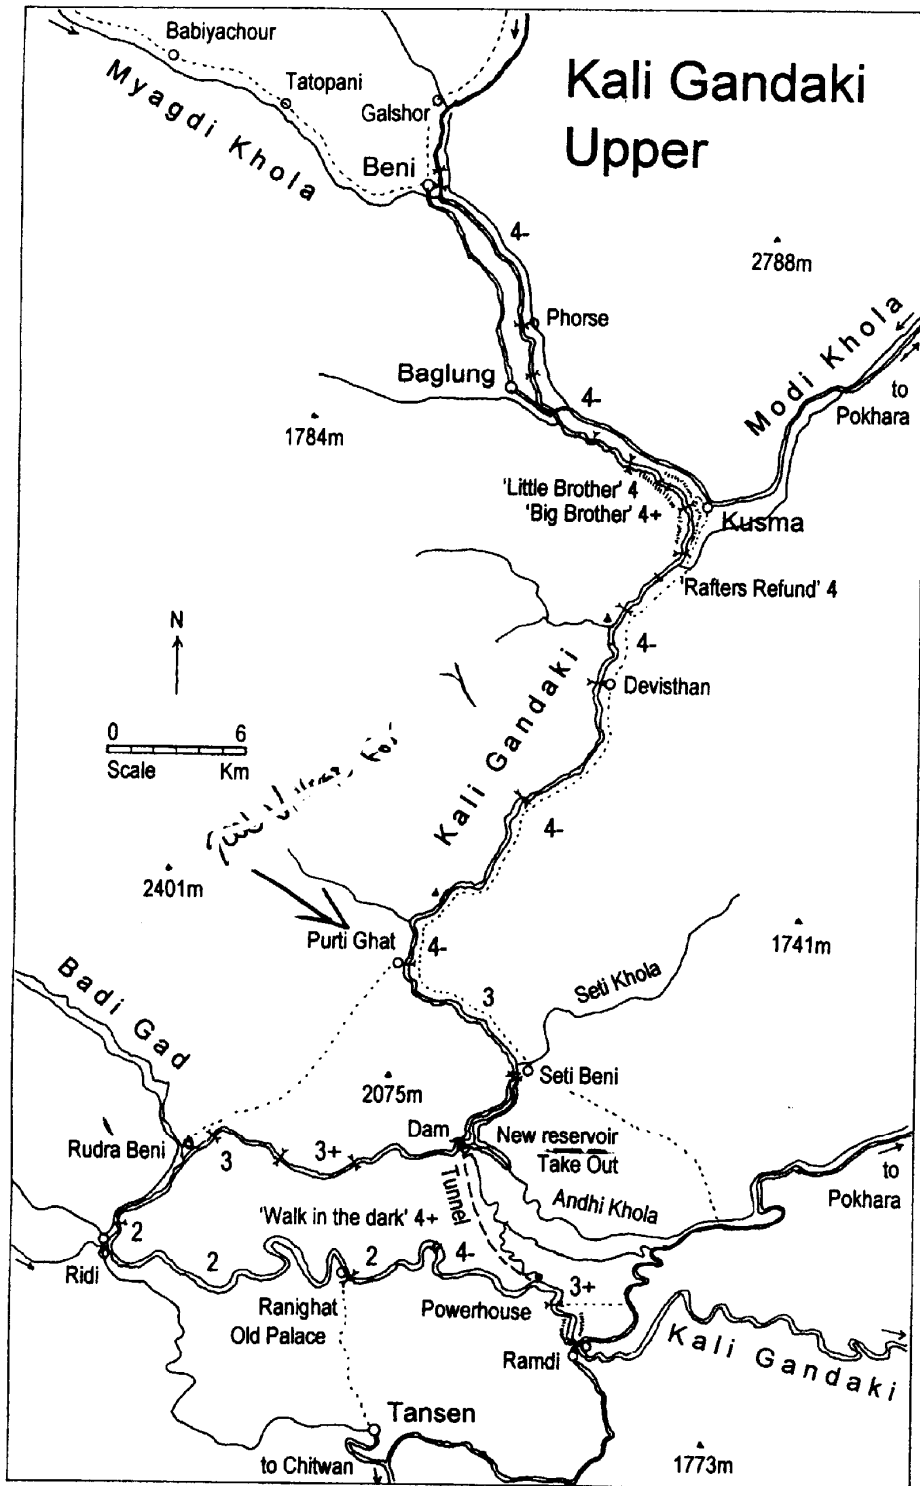 Babiyachour
Kali Gandaki
Upper
Myagdi Khola
Tatopani
Galshor
Beni
4-
2788m
Phorse
Modi Khola
Baglung
4-
to
Pokhara
1784m
'Little Brother' 4
'Big Brother' 4+
Kusma
'Rafters Refund' 4
N
4-
Devisthan
Kali Gandaki
0 6
Scale Km
4-
2401m
Purti Ghat
4-
1741m
3
Seti Khola
Badi Gad
2075m
Seti Beni
Dam
New reservoir
Take Out
Rudra Beni
3
3+
Tunnel
Andhi Khola
to
Pokhara
'Walk in the dark' 4+
2
2
2
4-
3+
Ridi
Ranighat
Old Palace
Powerhouse
Kali Gandaki
Ramdi
Tansen
to Chitwan
1773m